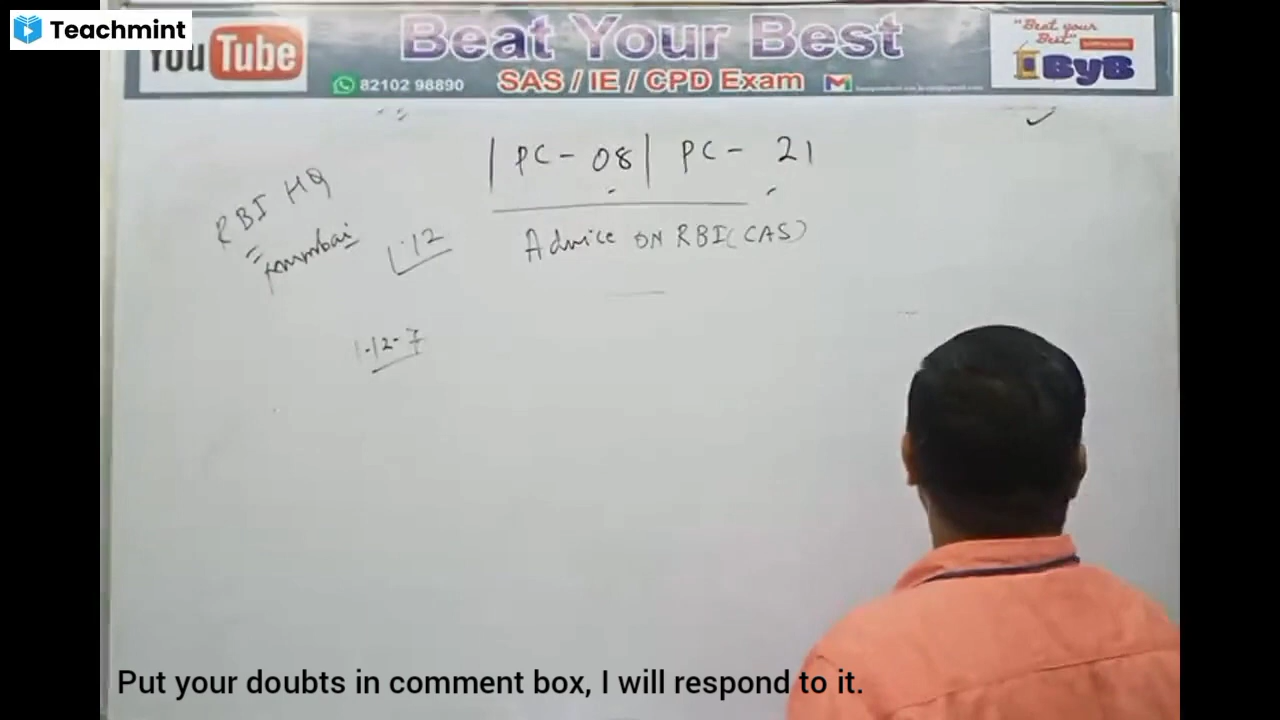 Teachmint
YouTube
Beat Your Best
SAS / IE / CPD Exam
82102 98890
"Beat your
Best"
ByB
PC - 08 | PC - 21
Advice ON RBI (CAS)
RBI HQ
1.12
1.12.7
Put your doubts in comment box, I will respond to it.